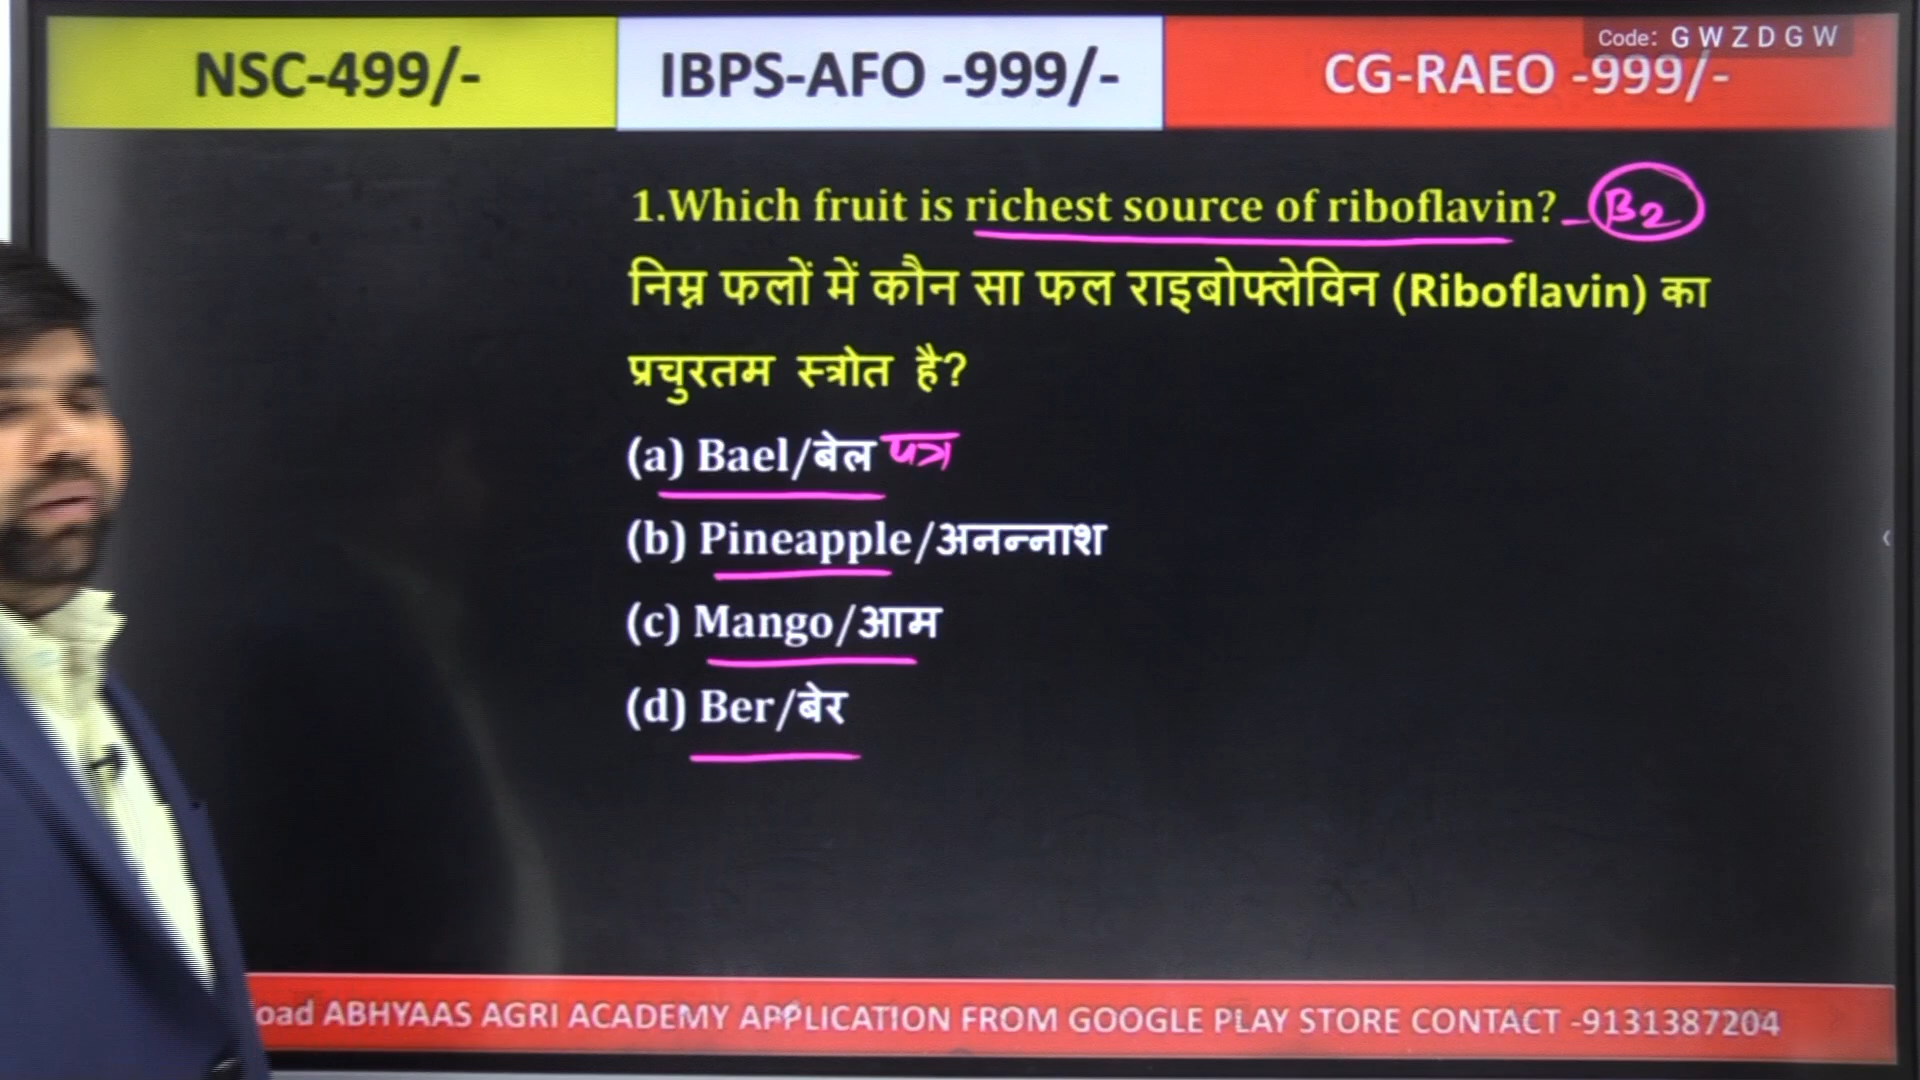 NSC-499/-
IBPS-AFO -999/-
CG-RAEO -999/-
Code: G W Z D G W
1.Which fruit is richest source of riboflavin? - B2
निम्न फलों में कौन सा फल राइबोफ्लेविन (Riboflavin) का
प्रचुरतम स्त्रोत है?
(a) Bael/बेल पत्र
(b) Pineapple/अनन्नाश
(c) Mango/आम
(d) Ber/बेर
oad ABHYAAS AGRI ACADEMY APPLICATION FROM GOOGLE PLAY STORE CONTACT -9131387204